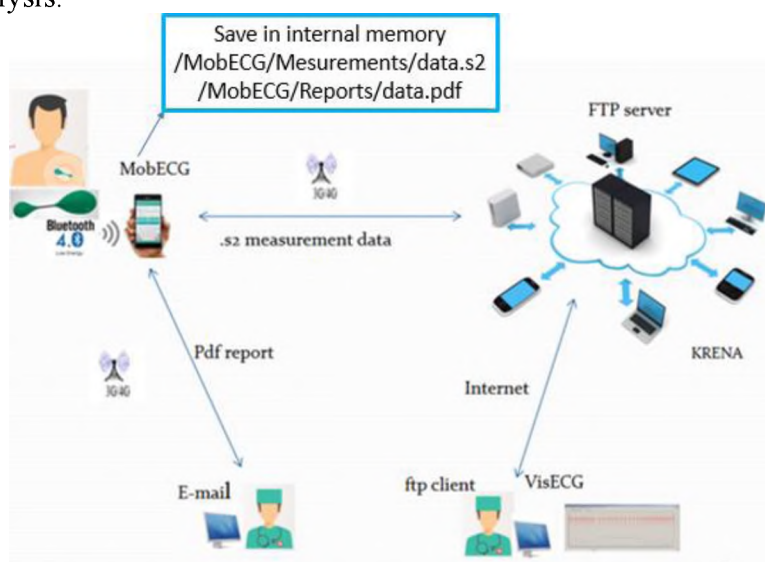 lysis.
Save in internal memory
/MobECG/Mesurements/data.s2
/MobECG/Reports/data.pdf
FTP server
MobECG
3G/4G
Bluetooth
4.0
.s2 measurement data
Pdf report
3G/4G
KRENA
Internet
E-mail
ftp client
VisECG